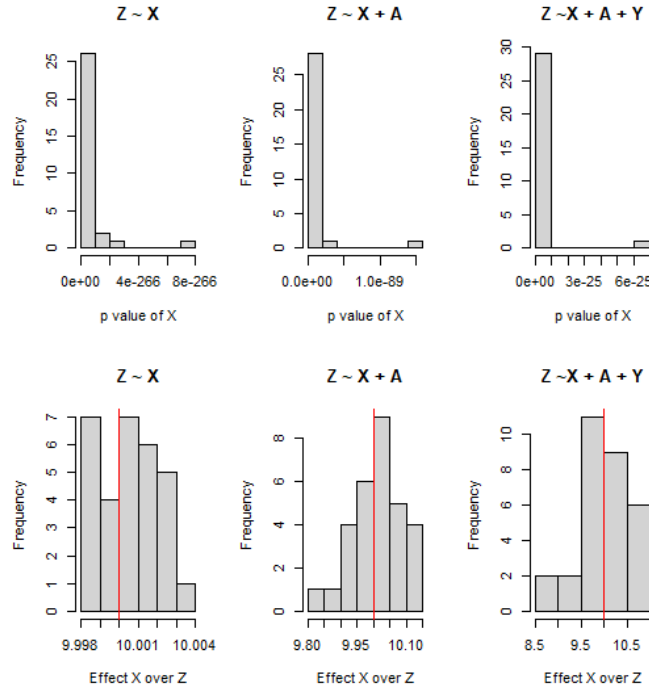 Z ~ X
Z ~ X + A
Z ~X + A + Y
Frequency
0
5
10
15
20
25
0e+00 4e-266 8e-266
p value of X
Frequency
0
5
10
15
20
25
0.0e+00 1.0e-89
p value of X
Frequency
0
5
10
15
20
25
30
0e+00 3e-25 6e-25
p value of X
Z ~ X
Z ~ X + A
Z ~X + A + Y
Frequency
0
1
2
3
4
5
6
7
9.998 10.001 10.004
Effect X over Z
Frequency
0
2
4
6
8
9.80 9.95 10.10
Effect X over Z
Frequency
0
2
4
6
8
10
8.5 9.5 10.5
Effect X over Z